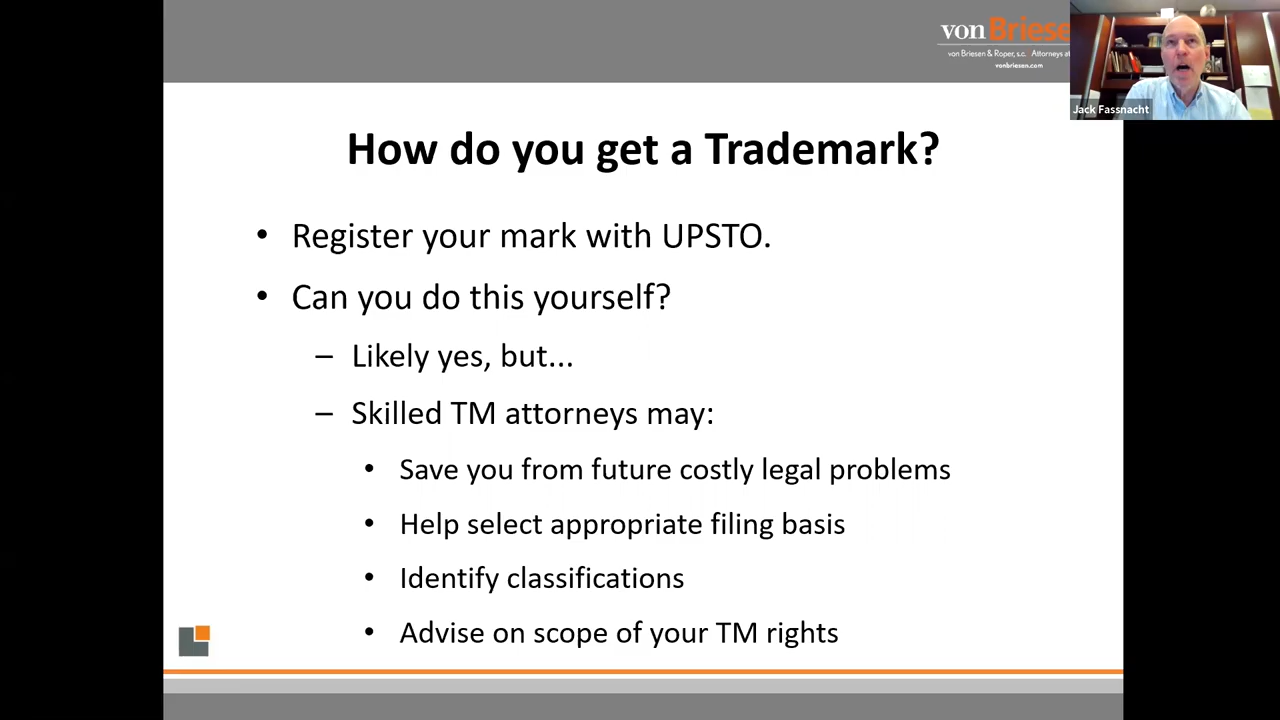 von Briese
von Briesen & Roper, s.c. Attorneys at
vonbriesen.com
Jack Fassnacht
How do you get a Trademark?
• Register your mark with UPSTO.
• Can you do this yourself?
– Likely yes, but...
– Skilled TM attorneys may:
• Save you from future costly legal problems
• Help select appropriate filing basis
• Identify classifications
• Advise on scope of your TM rights